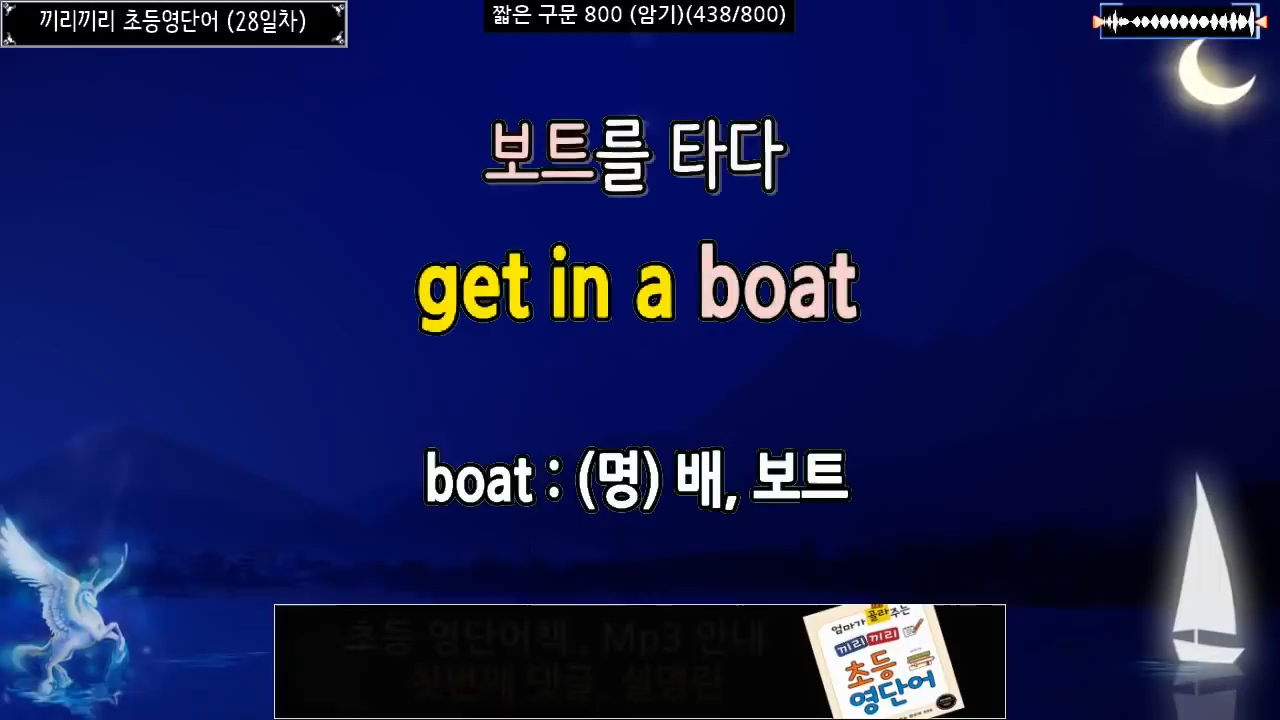 끼리끼리 초등영단어 (28일차)
짧은 구문 800 (암기)(438/800)
보트를 타다
get in a boat
boat : (명) 배, 보트
초등 영단어책, Mp3 안내
첫번째 댓글, 설명란
엄마가 골라주는
끼리끼리
초등
영단어